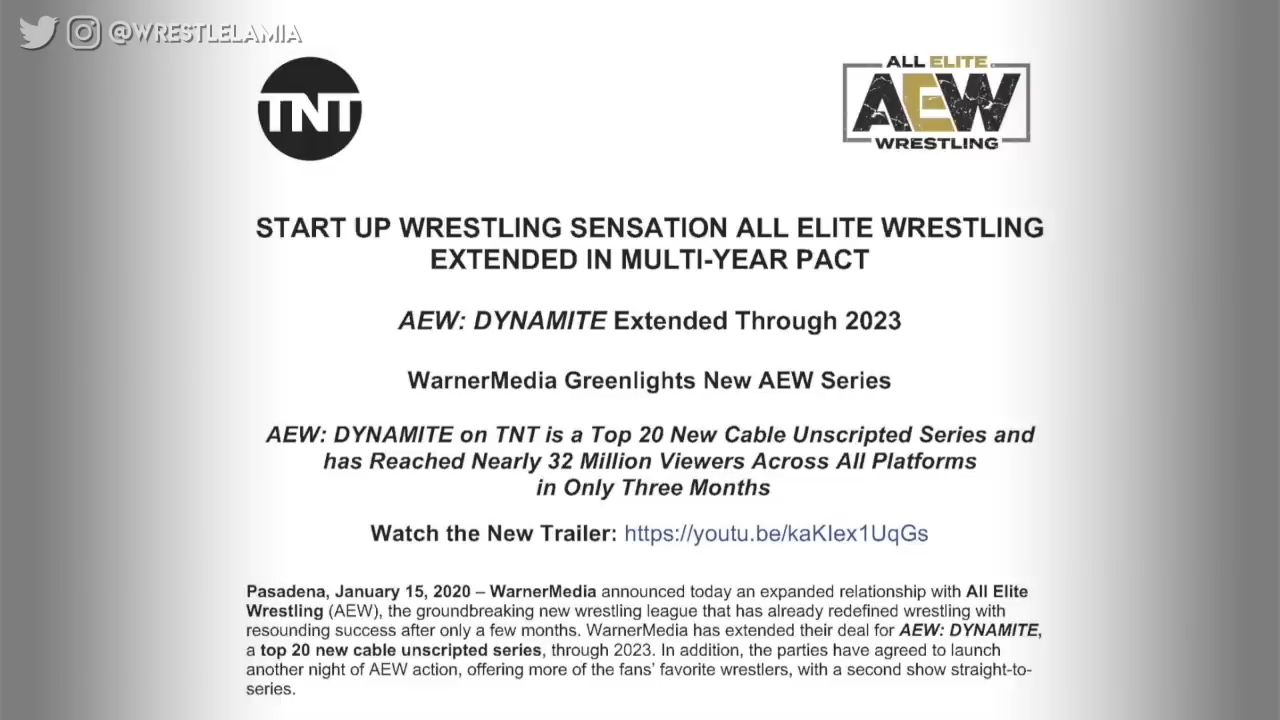 @WRESTLELAMIA
TNT
ALL ELITE
AEW
WRESTLING
START UP WRESTLING SENSATION ALL ELITE WRESTLING
EXTENDED IN MULTI-YEAR PACT
AEW: DYNAMITE Extended Through 2023
WarnerMedia Greenlights New AEW Series
AEW: DYNAMITE on TNT is a Top 20 New Cable Unscripted Series and
has Reached Nearly 32 Million Viewers Across All Platforms
in Only Three Months
Watch the New Trailer: https://youtu.be/kaKIex1UqGs
Pasadena, January 15, 2020 – WarnerMedia announced today an expanded relationship with All Elite
Wrestling (AEW), the groundbreaking new wrestling league that has already redefined wrestling with
resounding success after only a few months. WarnerMedia has extended their deal for AEW: DYNAMITE,
a top 20 new cable unscripted series, through 2023. In addition, the parties have agreed to launch
another night of AEW action, offering more of the fans' favorite wrestlers, with a second show straight-to-
series.